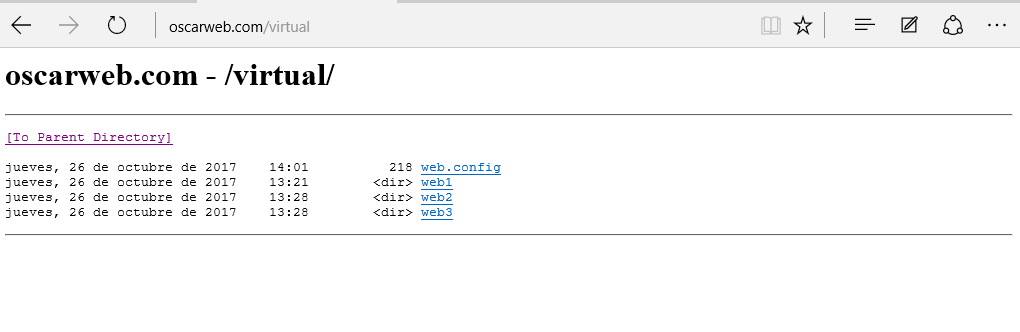 oscarweb.com/virtual
oscarweb.com - /virtual/
[To Parent Directory]
jueves, 26 de octubre de 2017    14:01          218 web.config
jueves, 26 de octubre de 2017    13:21        <dir> web1
jueves, 26 de octubre de 2017    13:28        <dir> web2
jueves, 26 de octubre de 2017    13:28        <dir> web3